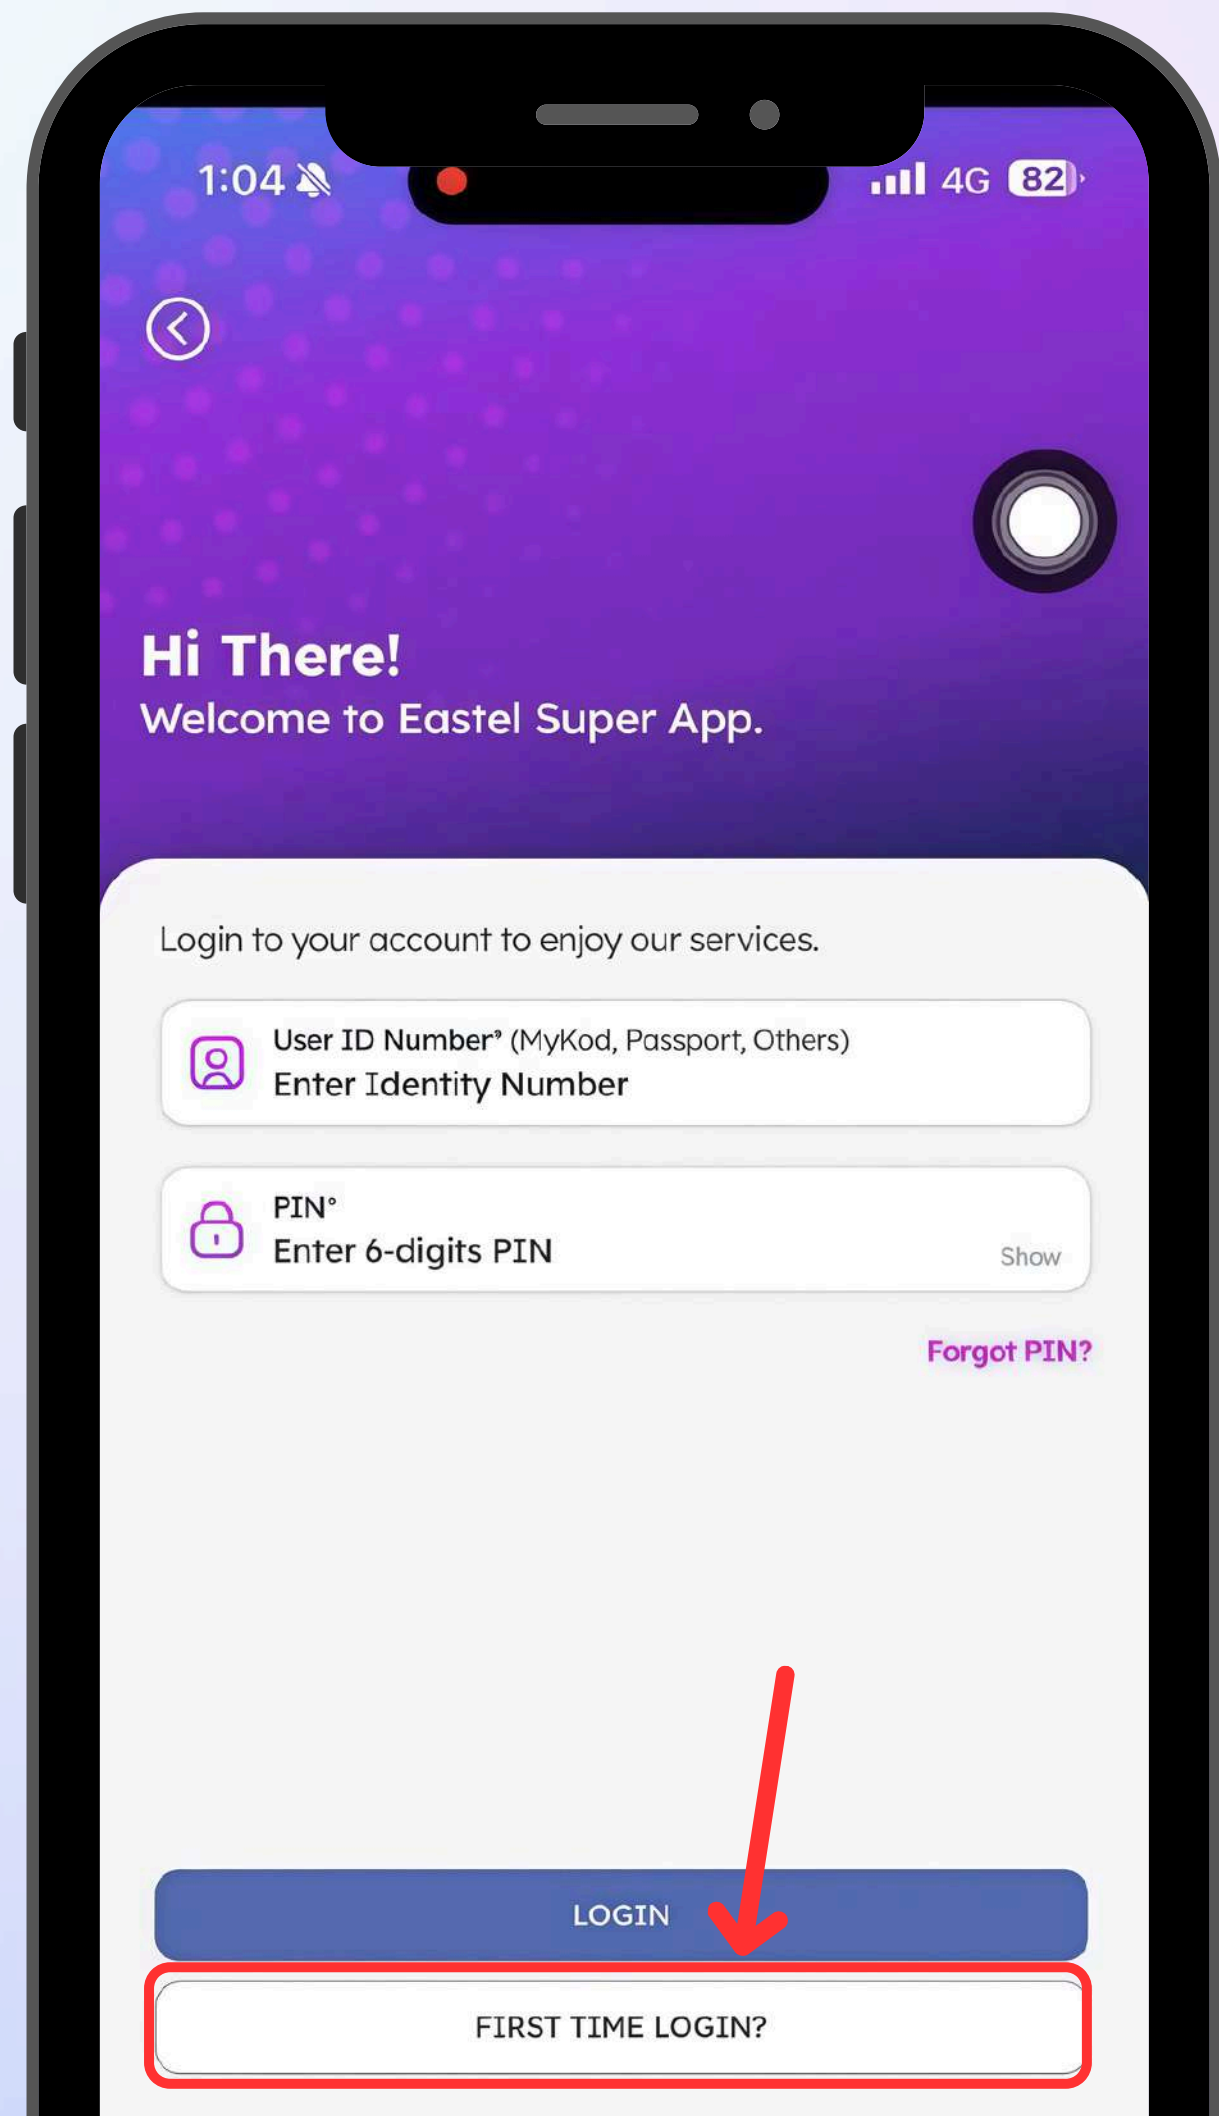 1:04
4G 82
Hi There!
Welcome to Eastel Super App.
Login to your account to enjoy our services.
User ID Number* (MyKad, Passport, Others)
Enter Identity Number
PIN*
Enter 6-digits PIN
Show
Forgot PIN?
LOGIN
FIRST TIME LOGIN?